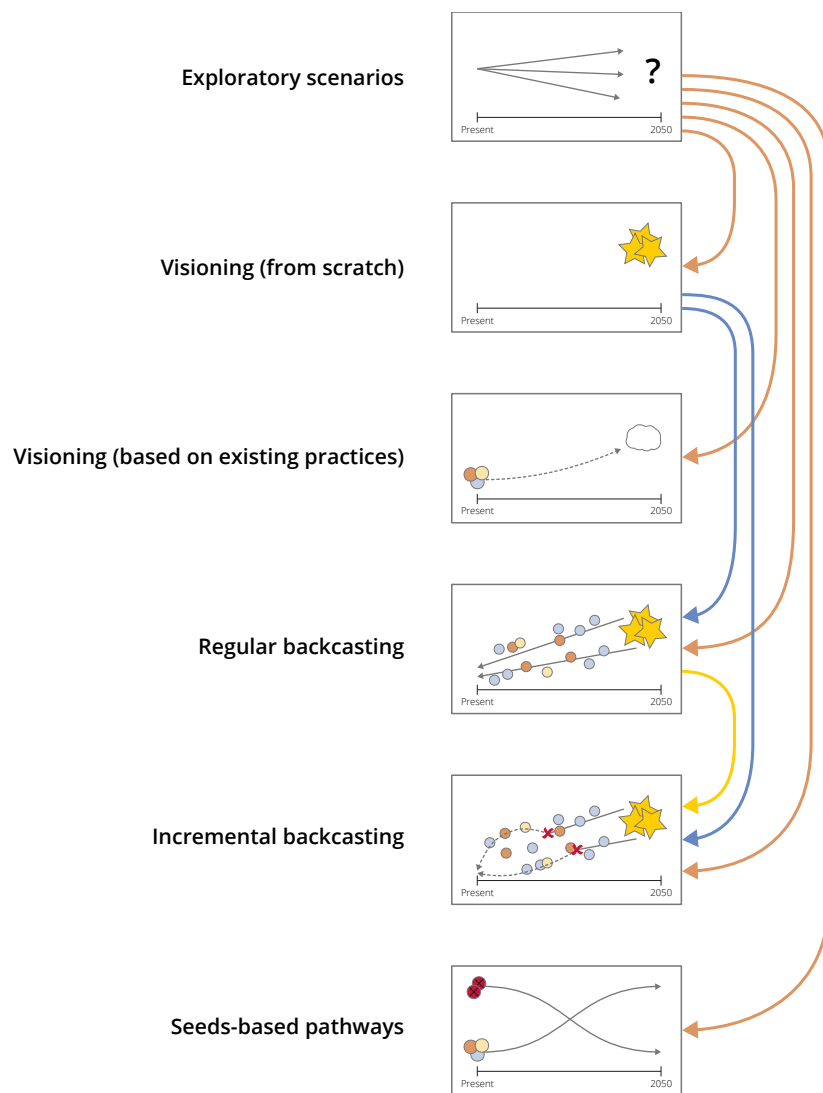 Exploratory scenarios
?
Present 2050
Visioning (from scratch)
Present 2050
Visioning (based on existing practices)
Present 2050
Regular backcasting
Present 2050
Incremental backcasting
Present 2050
Seeds-based pathways
Present 2050